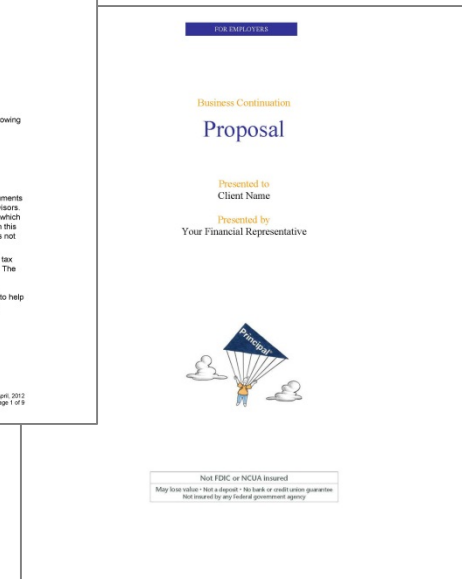 owing
ments
isors.
which
n this
s not
tax
The
to help
pril, 2012
age 1 of 9
FOR EMPLOYERS
Business Continuation
Proposal
Presented to
Client Name
Presented by
Your Financial Representative
Principal
Not FDIC or NCUA insured
May lose value • Not a deposit • No bank or credit union guarantee
Not insured by any federal government agency